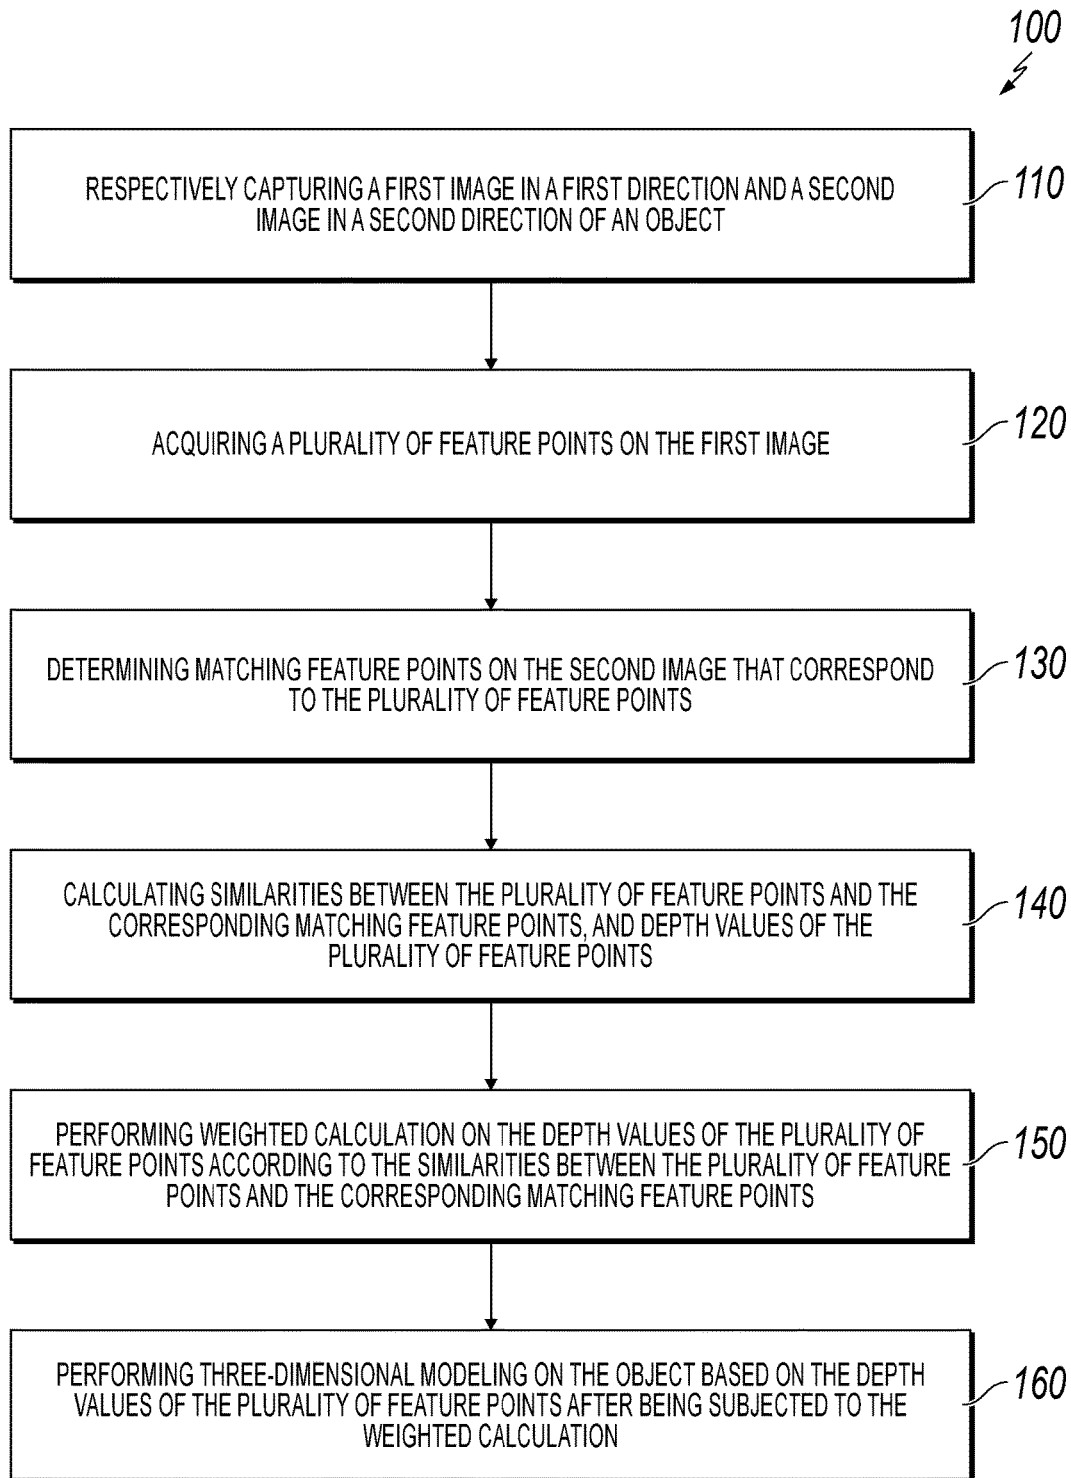 100
RESPECTIVELY CAPTURING A FIRST IMAGE IN A FIRST DIRECTION AND A SECOND
IMAGE IN A SECOND DIRECTION OF AN OBJECT
110
ACQUIRING A PLURALITY OF FEATURE POINTS ON THE FIRST IMAGE
120
DETERMINING MATCHING FEATURE POINTS ON THE SECOND IMAGE THAT CORRESPOND
TO THE PLURALITY OF FEATURE POINTS
130
CALCULATING SIMILARITIES BETWEEN THE PLURALITY OF FEATURE POINTS AND THE
CORRESPONDING MATCHING FEATURE POINTS, AND DEPTH VALUES OF THE
PLURALITY OF FEATURE POINTS
140
PERFORMING WEIGHTED CALCULATION ON THE DEPTH VALUES OF THE PLURALITY OF
FEATURE POINTS ACCORDING TO THE SIMILARITIES BETWEEN THE PLURALITY OF FEATURE
POINTS AND THE CORRESPONDING MATCHING FEATURE POINTS
150
PERFORMING THREE-DIMENSIONAL MODELING ON THE OBJECT BASED ON THE DEPTH
VALUES OF THE PLURALITY OF FEATURE POINTS AFTER BEING SUBJECTED TO THE
WEIGHTED CALCULATION
160